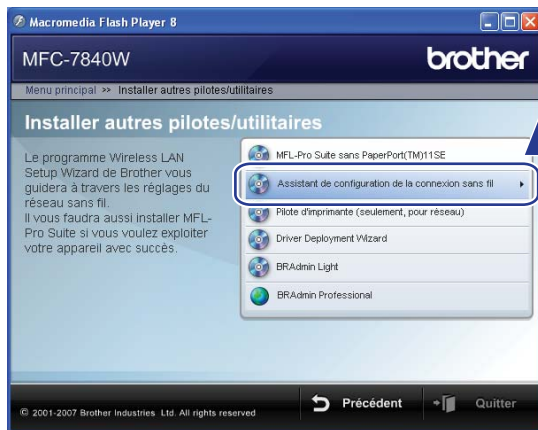 Macromedia Flash Player 8
MFC-7840W
brother
Menu principal >> Installer autres pilotes/utilitaires
Installer autres pilotes/utilitaires
Le programme Wireless LAN
Setup Wizard de Brother vous
guidera à travers les réglages du
réseau sans fil.
Il vous faudra aussi installer MFL-
Pro Suite si vous voulez exploiter
votre appareil avec succès.
MFL-Pro Suite sans PaperPort(TM)11SE
Assistant de configuration de la connexion sans fil
Pilote d'imprimante (seulement, pour réseau)
Driver Deployment Wizard
BRAdmin Light
BRAdmin Professional
© 2001-2007 Brother Industries Ltd. All rights reserved
Précédent
Quitter